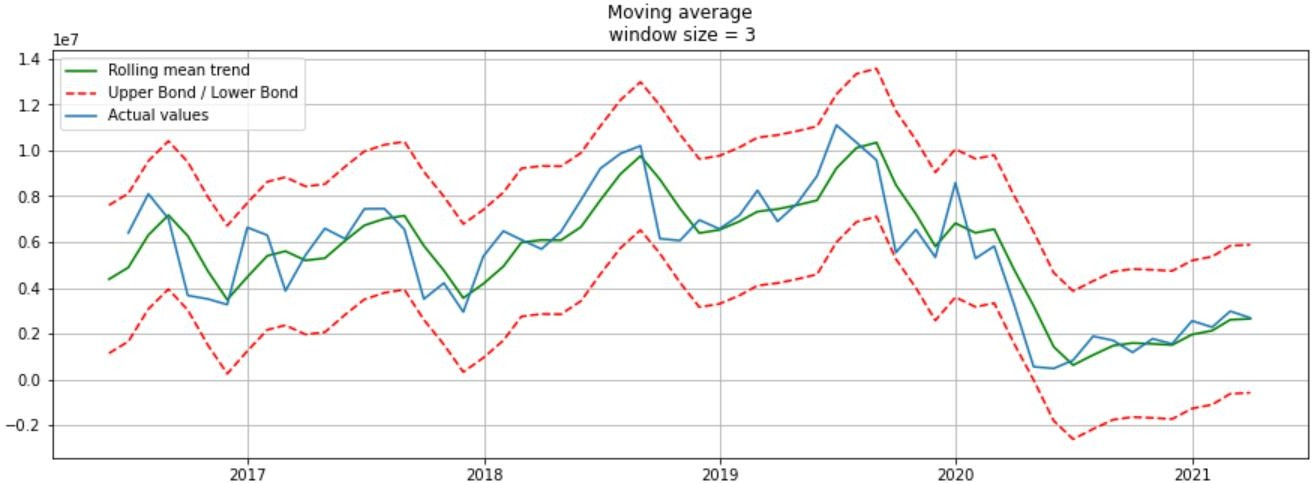 Moving average
window size = 3
1e7
1.4
1.2
1.0
0.8
0.6
0.4
0.2
0.0
−0.2
Rolling mean trend
Upper Bond / Lower Bond
Actual values
2017 2018 2019 2020 2021